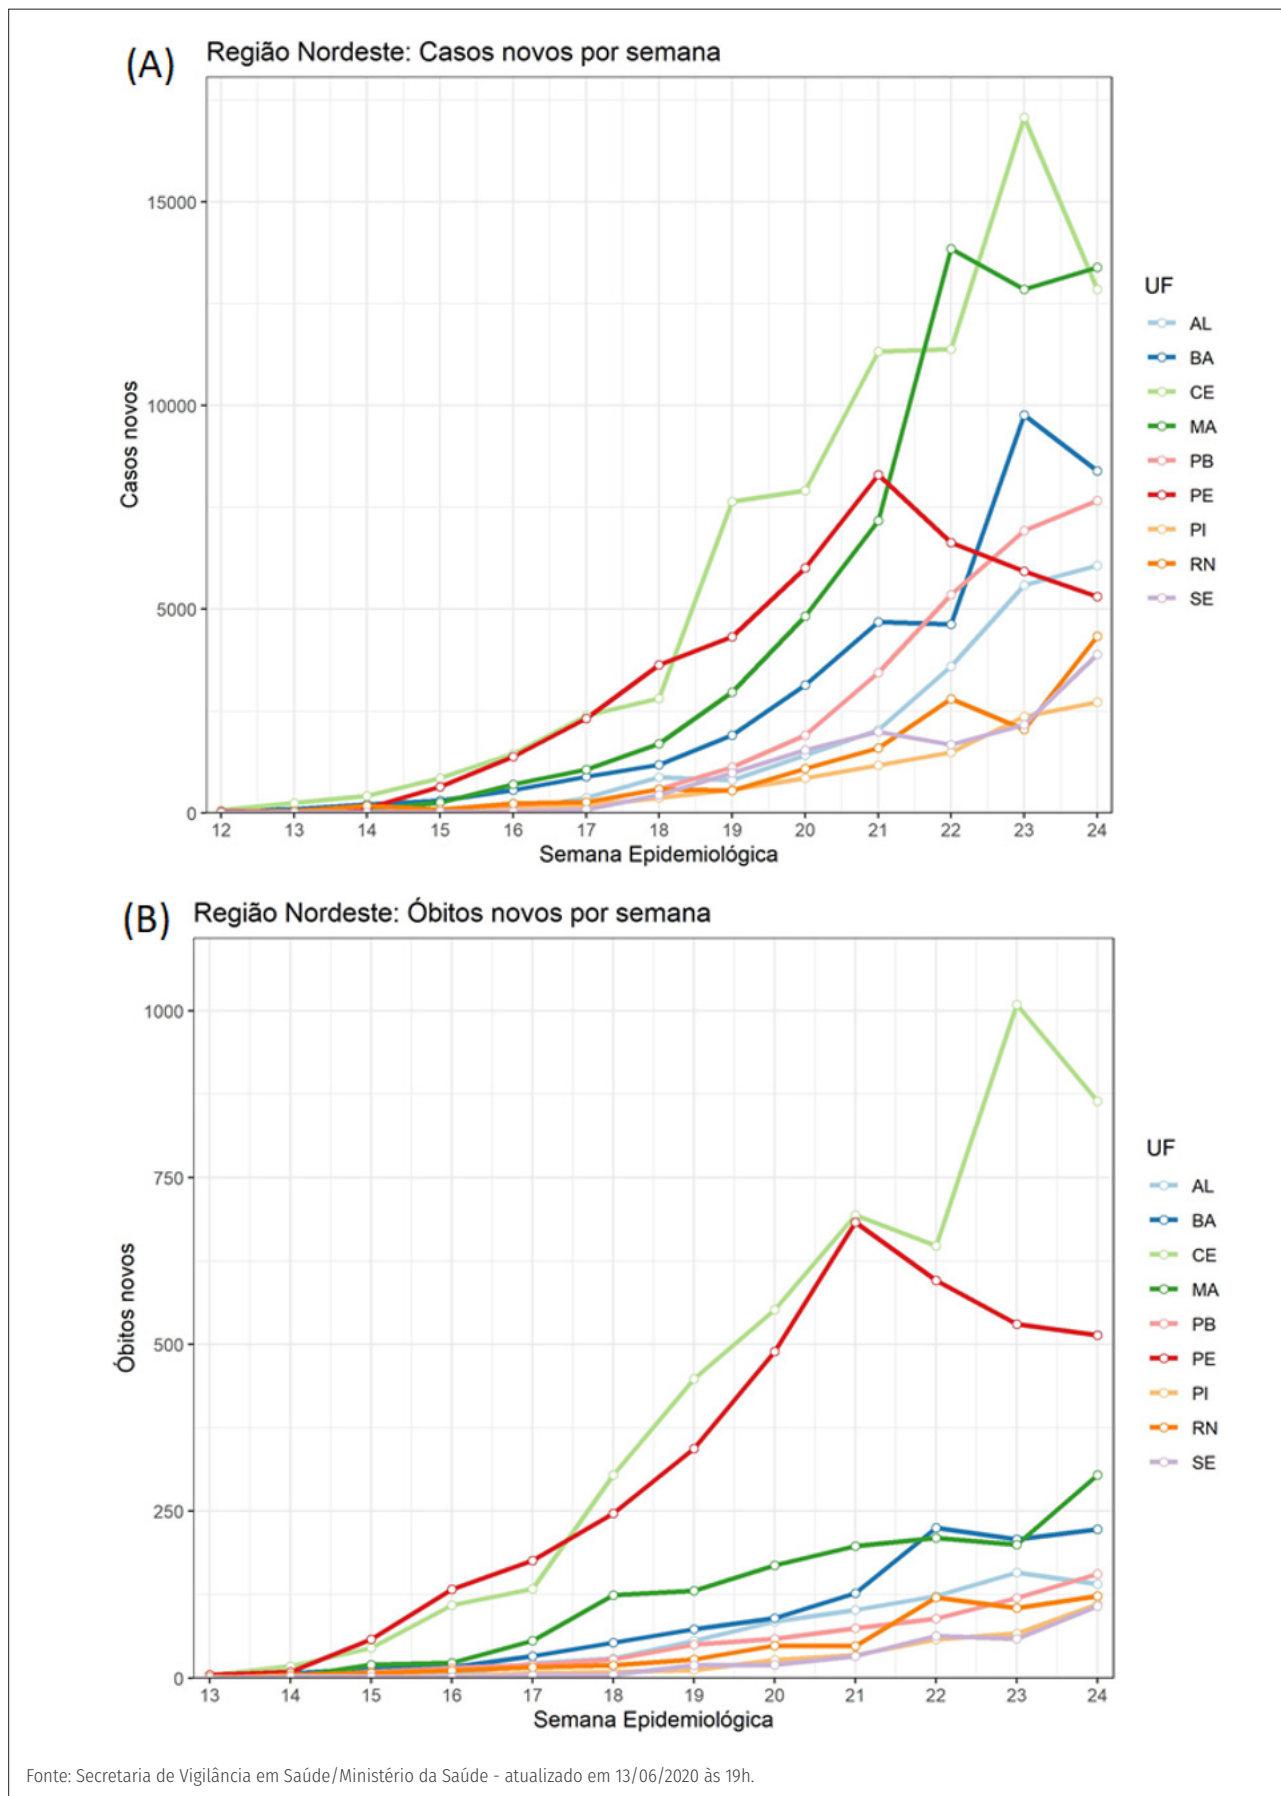 (A) Região Nordeste: Casos novos por semana
15000
10000
5000
0
Casos novos
12 13 14 15 16 17 18 19 20 21 22 23 24
Semana Epidemiológica
UF
AL
BA
CE
MA
PB
PE
PI
RN
SE
(B) Região Nordeste: Óbitos novos por semana
1000
750
500
250
0
Óbitos novos
13 14 15 16 17 18 19 20 21 22 23 24
Semana Epidemiológica
UF
AL
BA
CE
MA
PB
PE
PI
RN
SE
Fonte: Secretaria de Vigilância em Saúde/Ministério da Saúde - atualizado em 13/06/2020 às 19h.